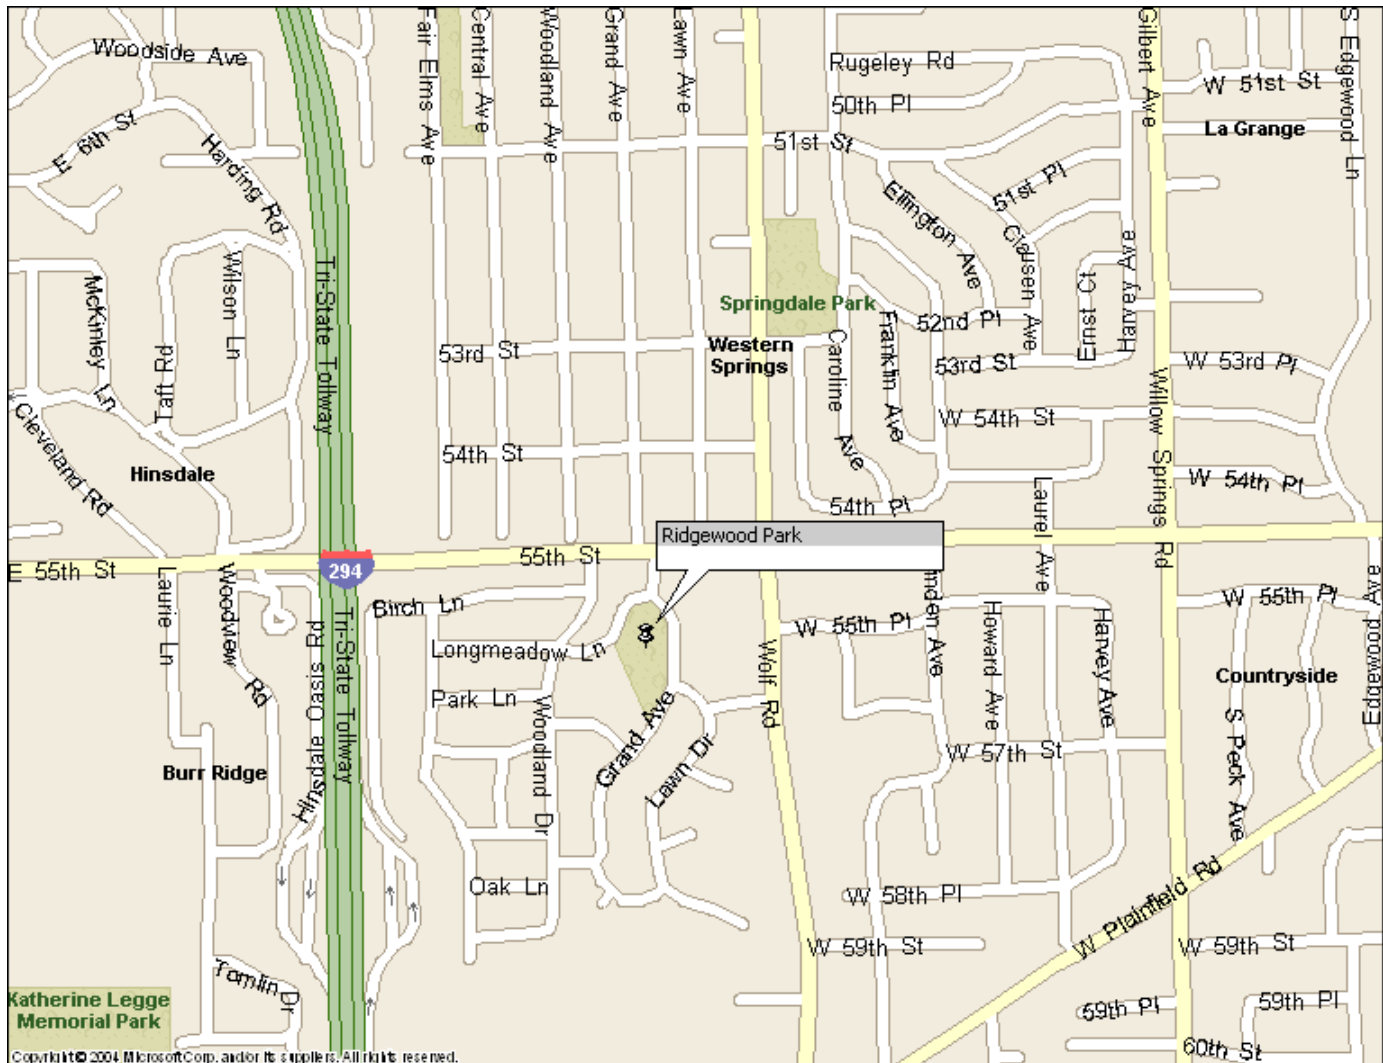 Woodside Ave
E 6th St
Harding Rd
Fair Elms Ave
Central Ave
Woodland Ave
Grand Ave
Lawn Ave
Rugeley Rd
50th Pl
51st St
Gilbert Ave
W 51st St
La Grange
S Edgewood Ln
Ellington Ave
51st Pl
Clausen Ave
Harvey Ave
Ernst Ct
McKinley Ln
Wilson Ln
Taft Rd
Tri-State Tollway
Springdale Park
Western
Springs
Caroline Ave
Franklin Ave
52nd Pl
53rd St
53rd St
W 53rd Pl
Willow Springs Rd
W 54th St
54th St
W 54th Pl
54th Pl
Cleveland Rd
Hinsdale
Laurel Ave
Ridgewood Park
E 55th St
294
55th St
Laurie Ln
Woodview Rd
Hinsdale Oasis Rd
Tri-State Tollway
Birch Ln
Longmeadow Ln
Park Ln
Woodland Dr
Grand Ave
Lawn Dr
Wolf Rd
W 55th Pl
nden Ave
Howard Ave
Harvey Ave
W 55th Pl
Edgewood Ave
Countryside
S Peck Ave
W 57th St
Burr Ridge
Oak Ln
W 58th Pl
W Plainfield Rd
W 59th St
W 59th St
Tomlin Dr
59th Pl
59th Pl
60th St
Katherine Legge
Memorial Park
Copyright © 2004 Microsoft Corp. and/or its suppliers. All rights reserved.